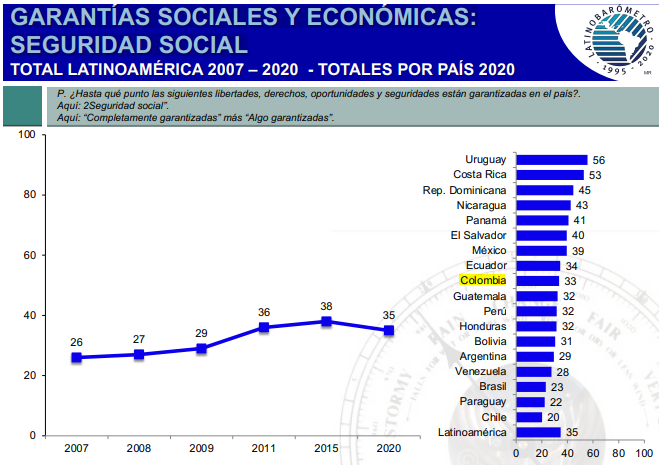 GARANTÍAS SOCIALES Y ECONÓMICAS:
SEGURIDAD SOCIAL
TOTAL LATINOAMÉRICA 2007 – 2020 - TOTALES POR PAÍS 2020
LATINOBARÓMETRO
1995 - 2020
MR
P. ¿Hasta qué punto las siguientes libertades, derechos, oportunidades y seguridades están garantizadas en el país?.
Aquí: 2Seguridad social”.
Aquí: “Completamente garantizadas” más “Algo garantizadas”.
100
80
60
40
20
0
26
27
29
36
38
35
2007 2008 2009 2011 2015 2020
Uruguay 56
Costa Rica 53
Rep. Dominicana 45
Nicaragua 43
Panamá 41
El Salvador 40
México 39
Ecuador 34
Colombia 33
Guatemala 32
Perú 32
Honduras 32
Bolivia 31
Argentina 29
Venezuela 28
Brasil 23
Paraguay 22
Chile 20
Latinoamérica 35
0 20 40 60 80 100
STORMY
RAIN
FAIR